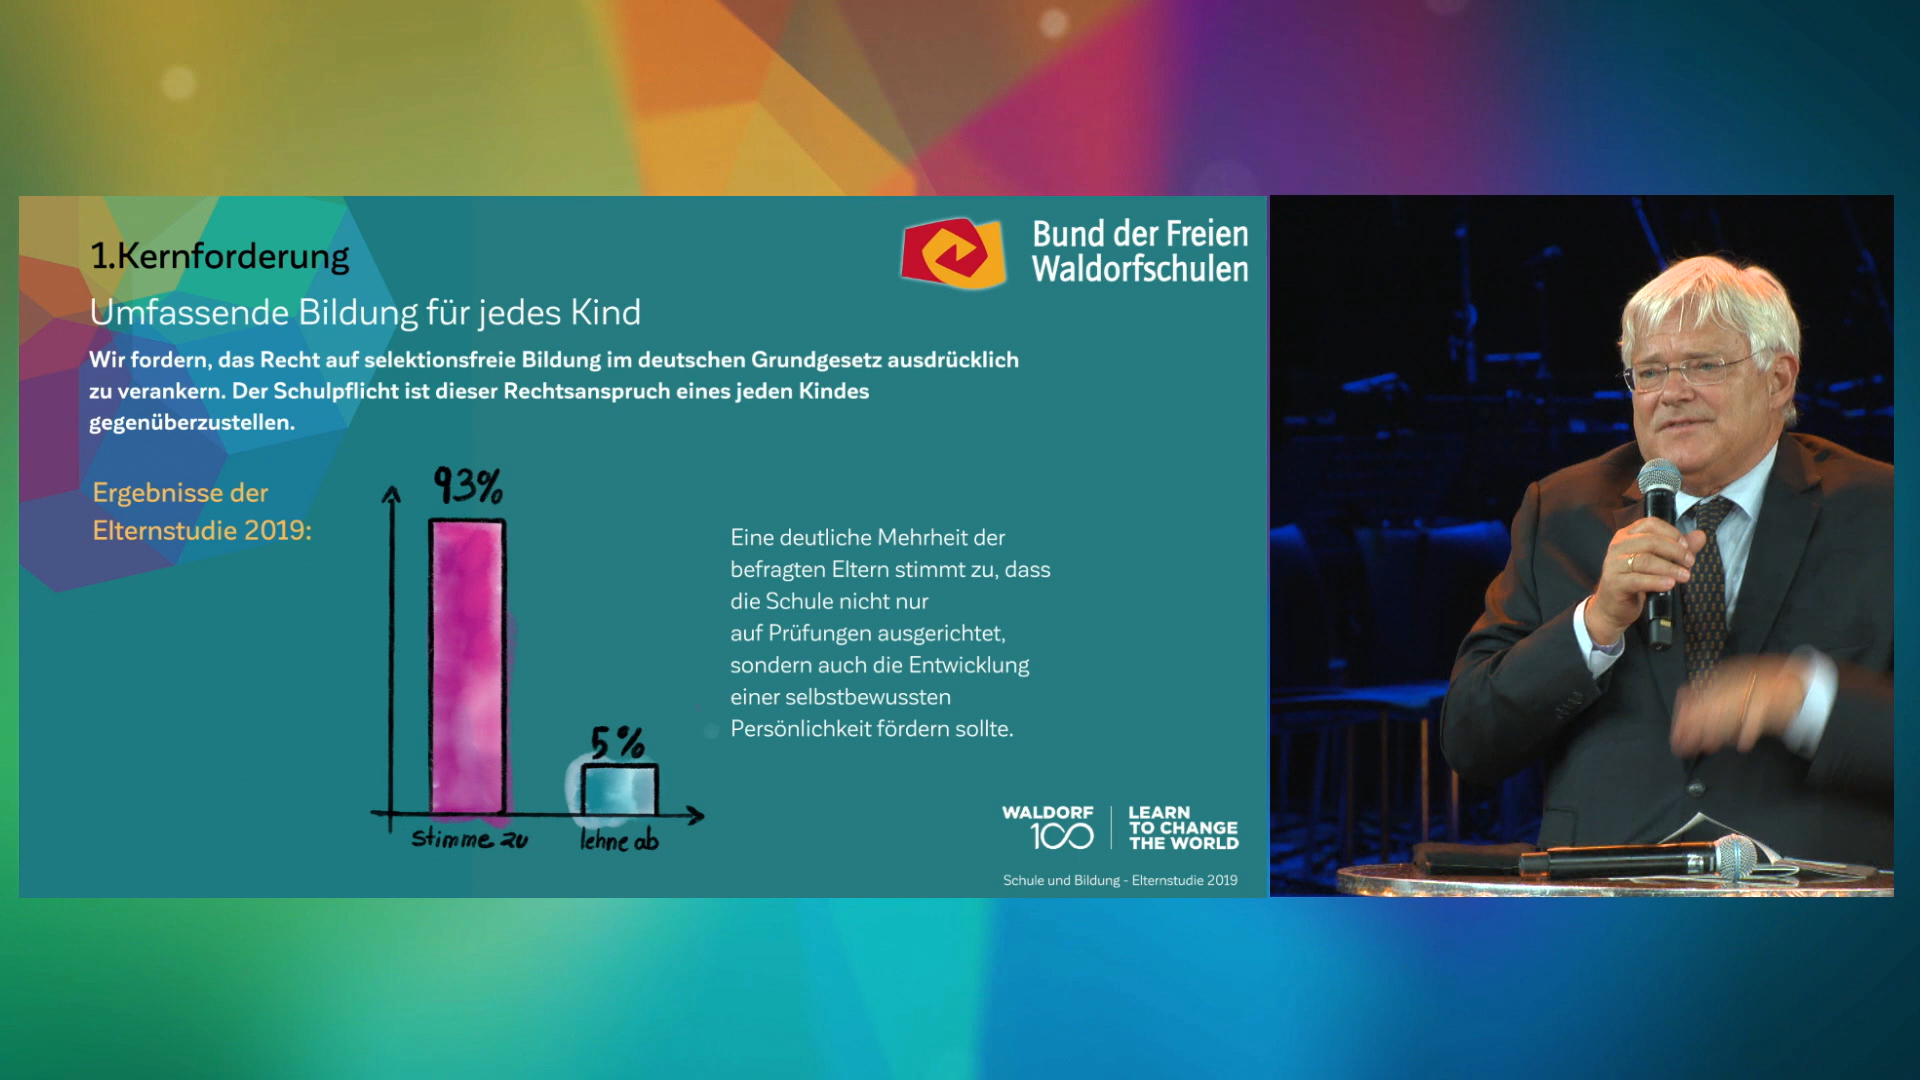 1.Kernforderung
Bund der Freien
Waldorfschulen
Umfassende Bildung für jedes Kind
Wir fordern, das Recht auf selektionsfreie Bildung im deutschen Grundgesetz ausdrücklich
zu verankern. Der Schulpflicht ist dieser Rechtsanspruch eines jeden Kindes
gegenüberzustellen.
Ergebnisse der
Elternstudie 2019:
93%
5%
stimme zu
lehne ab
Eine deutliche Mehrheit der
befragten Eltern stimmt zu, dass
die Schule nicht nur
auf Prüfungen ausgerichtet,
sondern auch die Entwicklung
einer selbstbewussten
Persönlichkeit fördern sollte.
WALDORF
100
LEARN
TO CHANGE
THE WORLD
Schule und Bildung - Elternstudie 2019